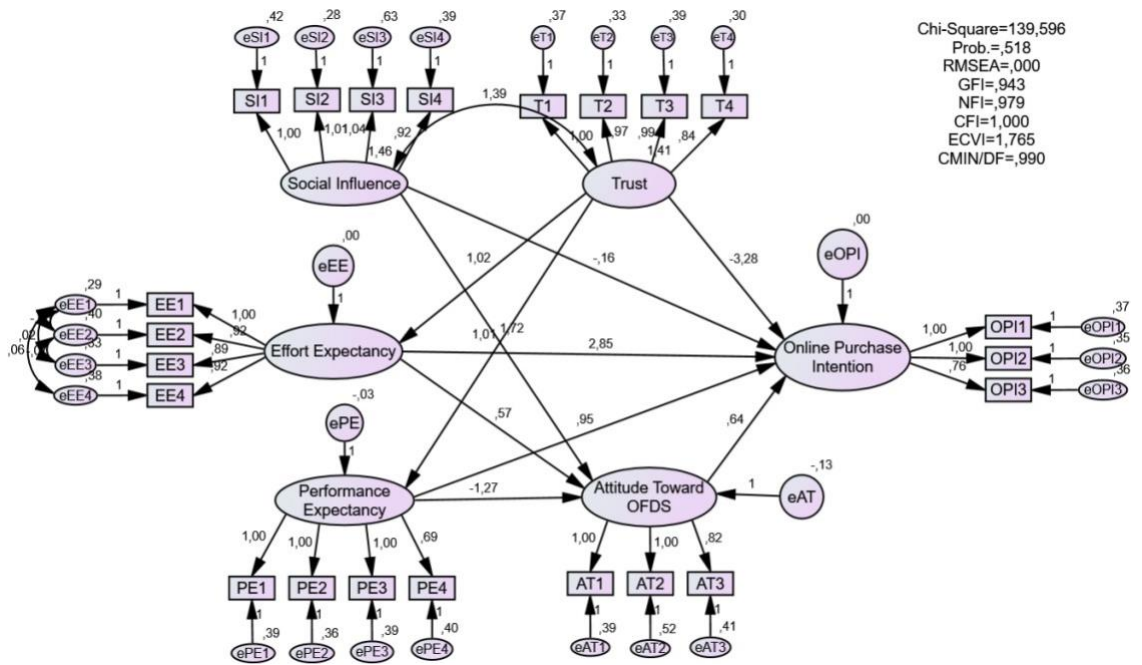 ,42
,28
,63
,39
,37
,33
,39
,30
eSI1
eSI2
eSI3
eSI4
eT1
eT2
eT3
eT4
1
1
1
1
1
1
1
1
SI1
SI2
SI3
SI4
T1
T2
T3
T4
1,39
1,00
1,01
1,04
,92
1,46
1,00
,97
,99
,84
1,41
Social Influence
Trust
Chi-Square=139,596
Prob.=,518
RMSEA=,000
GFI=,943
NFI=,979
CFI=1,000
ECVI=1,765
CMIN/DF=,990
,00
eEE
1
1,02
-,16
-3,28
,00
eOPI
1
,29
eEE1
1
EE1
1,00
,40
eEE2
1
EE2
,92
,02
,06
eEE3
1
EE3
,89
,38
eEE4
1
EE4
,92
Effort Expectancy
1,01
1,72
2,85
Online Purchase
Intention
1,00
OPI1
1
eOPI1
,37
1,00
OPI2
1
eOPI2
,35
,76
OPI3
1
eOPI3
,36
-,03
ePE
1
,57
,95
,64
Performance
Expectancy
-1,27
Attitude Toward
OFDS
1
eAT
-,13
1,00
1,00
1,00
,69
1,00
1,00
,82
PE1
PE2
PE3
PE4
AT1
AT2
AT3
1
1
1
1
1
1
1
,39
,36
,39
,40
,39
,52
,41
ePE1
ePE2
ePE3
ePE4
eAT1
eAT2
eAT3